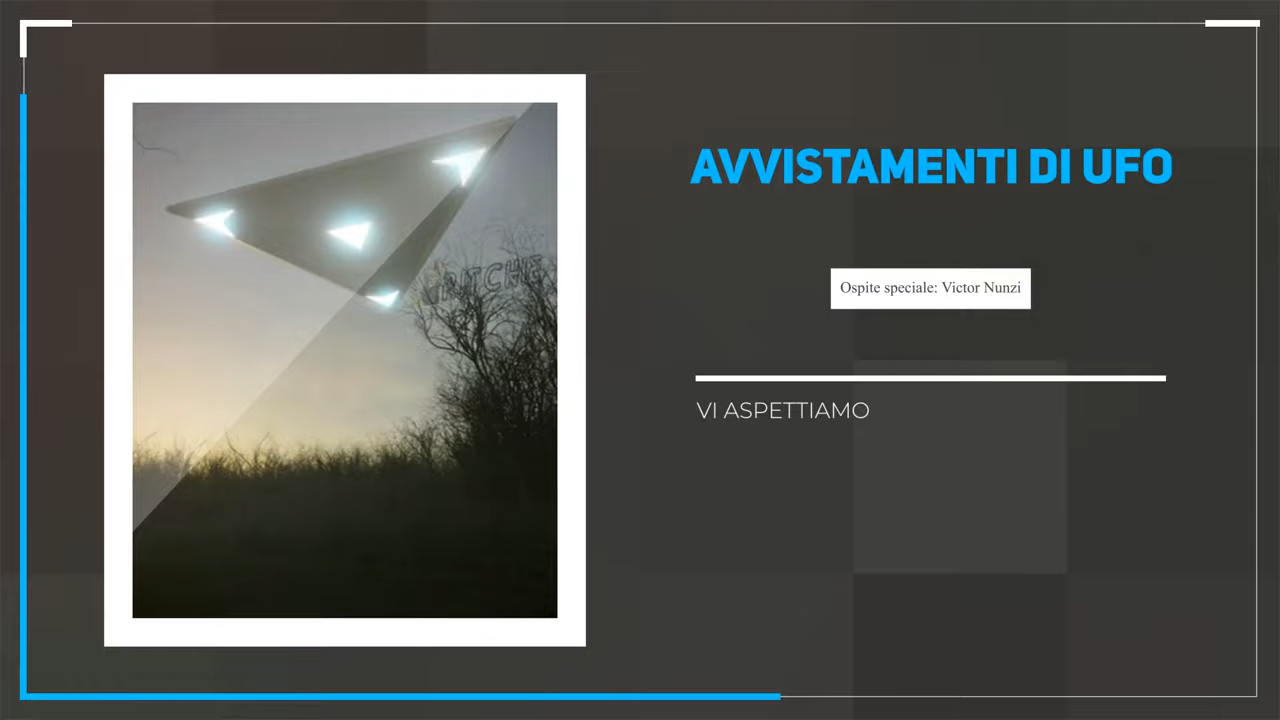 AVVISTAMENTI DI UFO
Ospite speciale: Victor Nunzi
VI ASPETTIAMO